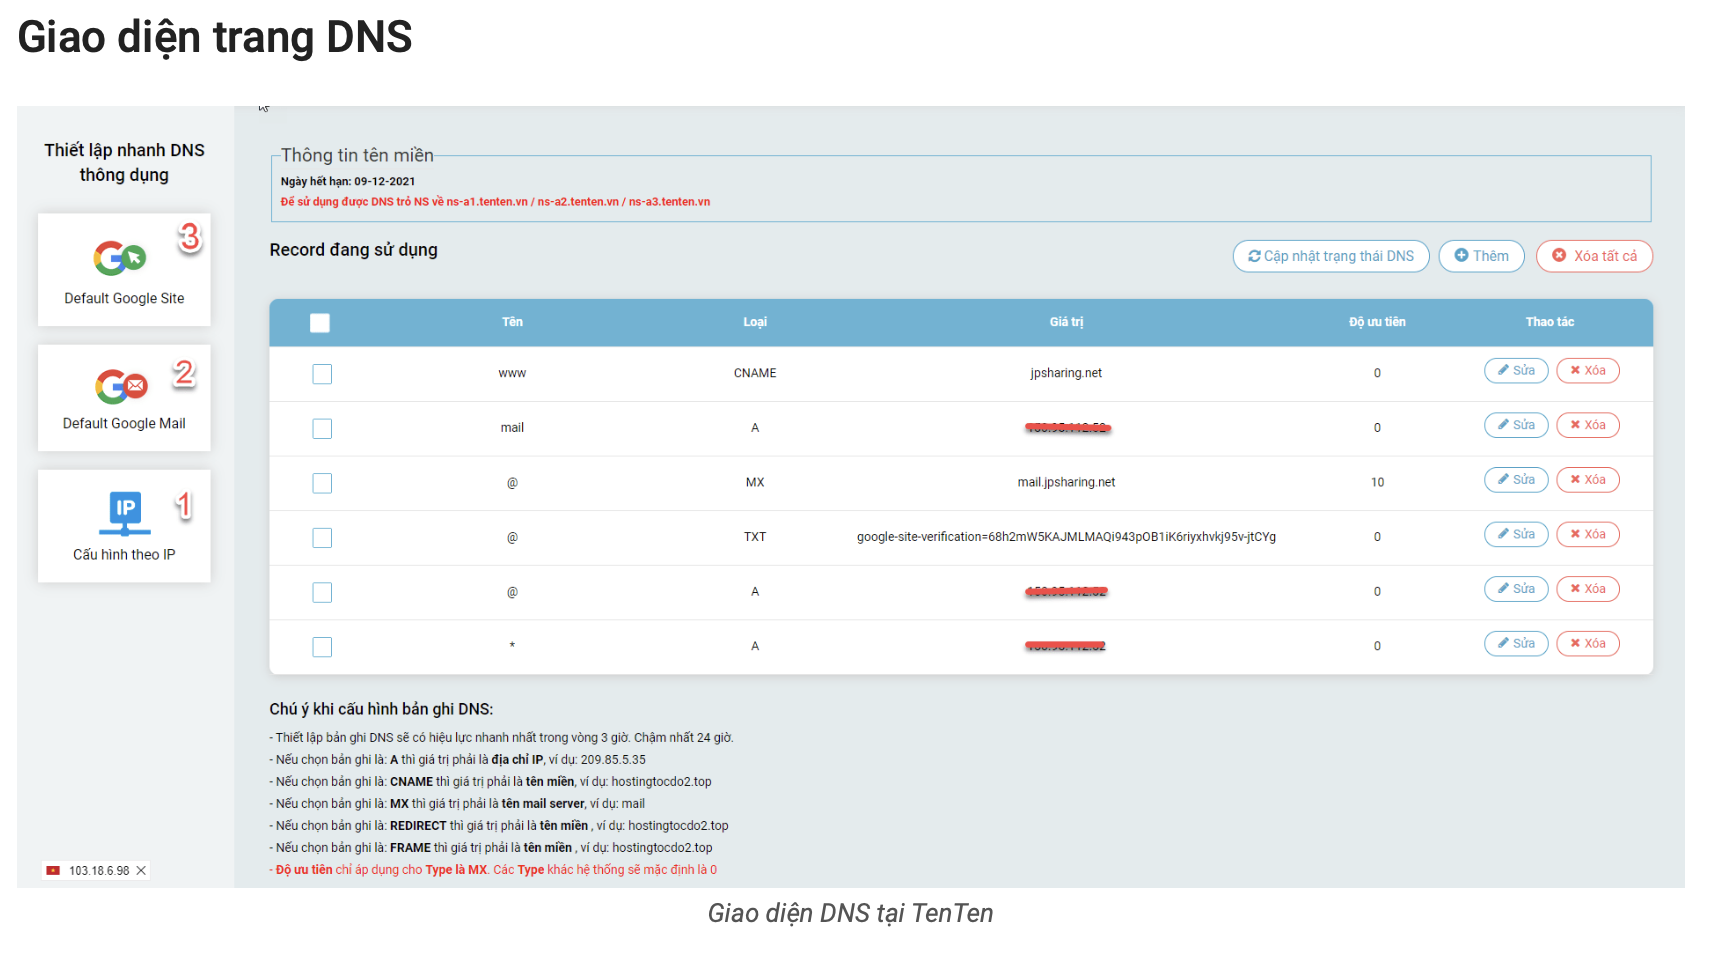 Giao diện trang DNS
Thiết lập nhanh DNS
thông dụng
3
Default Google Site
2
Default Google Mail
IP
1
Cấu hình theo IP
103.18.6.98
Thông tin tên miền
Ngày hết hạn: 09-12-2021
Để sử dụng được DNS trỏ NS về ns-a1.tenten.vn / ns-a2.tenten.vn / ns-a3.tenten.vn
Record đang sử dụng
Cập nhật trạng thái DNS Thêm Xóa tất cả
Tên Loại Giá trị Độ ưu tiên Thao tác
www CNAME jpsharing.net 0 Sửa Xóa
mail A 0 Sửa Xóa
@ MX mail.jpsharing.net 10 Sửa Xóa
@ TXT google-site-verification=68h2mW5KAJMLMAQi943pOB1iK6riyxhvkj95v-jtCYg 0 Sửa Xóa
@ A 0 Sửa Xóa
* A 0 Sửa Xóa
Chú ý khi cấu hình bản ghi DNS:
- Thiết lập bản ghi DNS sẽ có hiệu lực nhanh nhất trong vòng 3 giờ. Chậm nhất 24 giờ.
- Nếu chọn bản ghi là: A thì giá trị phải là địa chỉ IP, ví dụ: 209.85.5.35
- Nếu chọn bản ghi là: CNAME thì giá trị phải là tên miền, ví dụ: hostingtocdo2.top
- Nếu chọn bản ghi là: MX thì giá trị phải là tên mail server, ví dụ: mail
- Nếu chọn bản ghi là: REDIRECT thì giá trị phải là tên miền , ví dụ: hostingtocdo2.top
- Nếu chọn bản ghi là: FRAME thì giá trị phải là tên miền , ví dụ: hostingtocdo2.top
- Độ ưu tiên chỉ áp dụng cho Type là MX. Các Type khác hệ thống sẽ mặc định là 0
Giao diện DNS tại TenTen